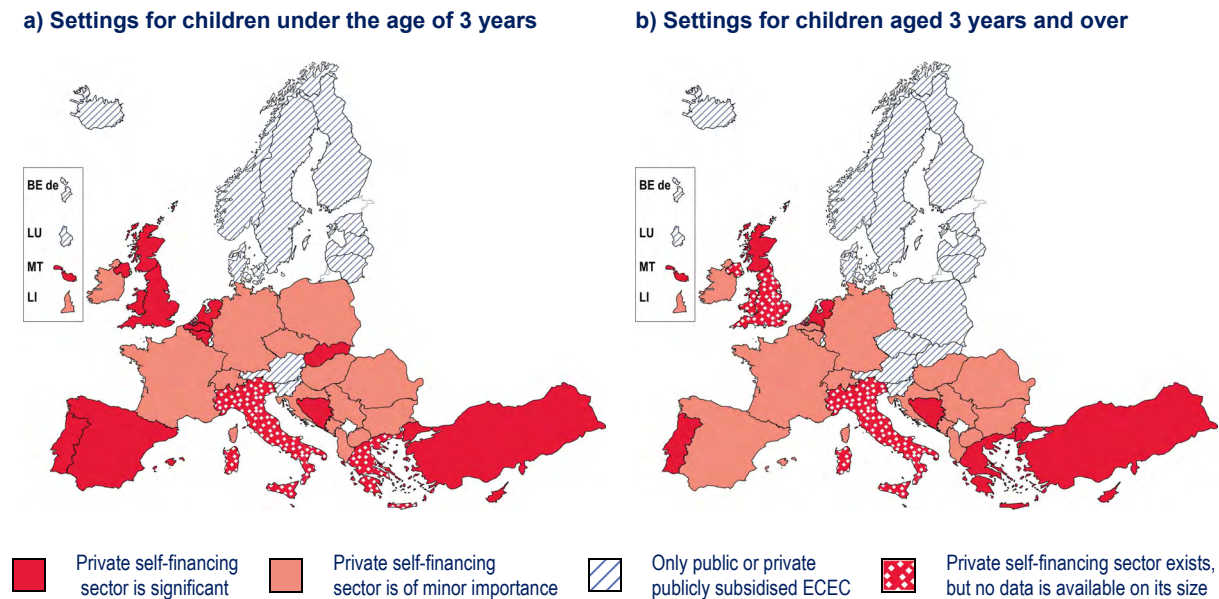 a) Settings for children under the age of 3 years
b) Settings for children aged 3 years and over
BE de
LU
MT
LI
BE de
LU
MT
LI
Private self-financing
sector is significant
Private self-financing
sector is of minor importance
Only public or private
publicly subsidised ECEC
Private self-financing sector exists,
but no data is available on its size